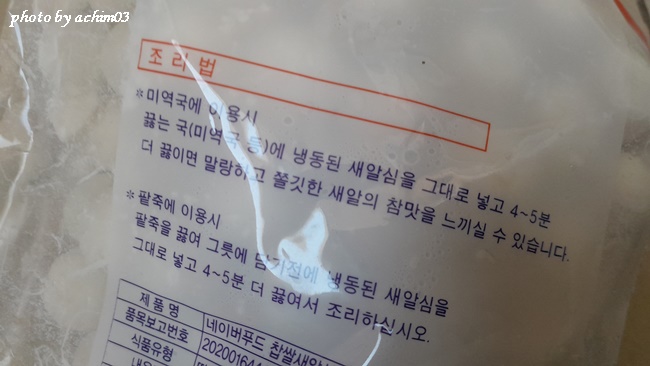 photo by achim03
조 리 법
*미역국에 이용시
끓는 국(미역국 등)에 냉동된 새알심을 그대로 넣고 4~5분
더 끓이면 말랑하고 쫄깃한 새알의 참맛을 느끼실 수 있습니다.
*팥죽에 이용시
팥죽을 끓여 그릇에 담기전에 냉동된 새알심을
그대로 넣고 4~5분 더 끓여서 조리하십시오.
제 품 명 네이버푸드 찹쌀새알
품목보고번호 20200164
식품유형